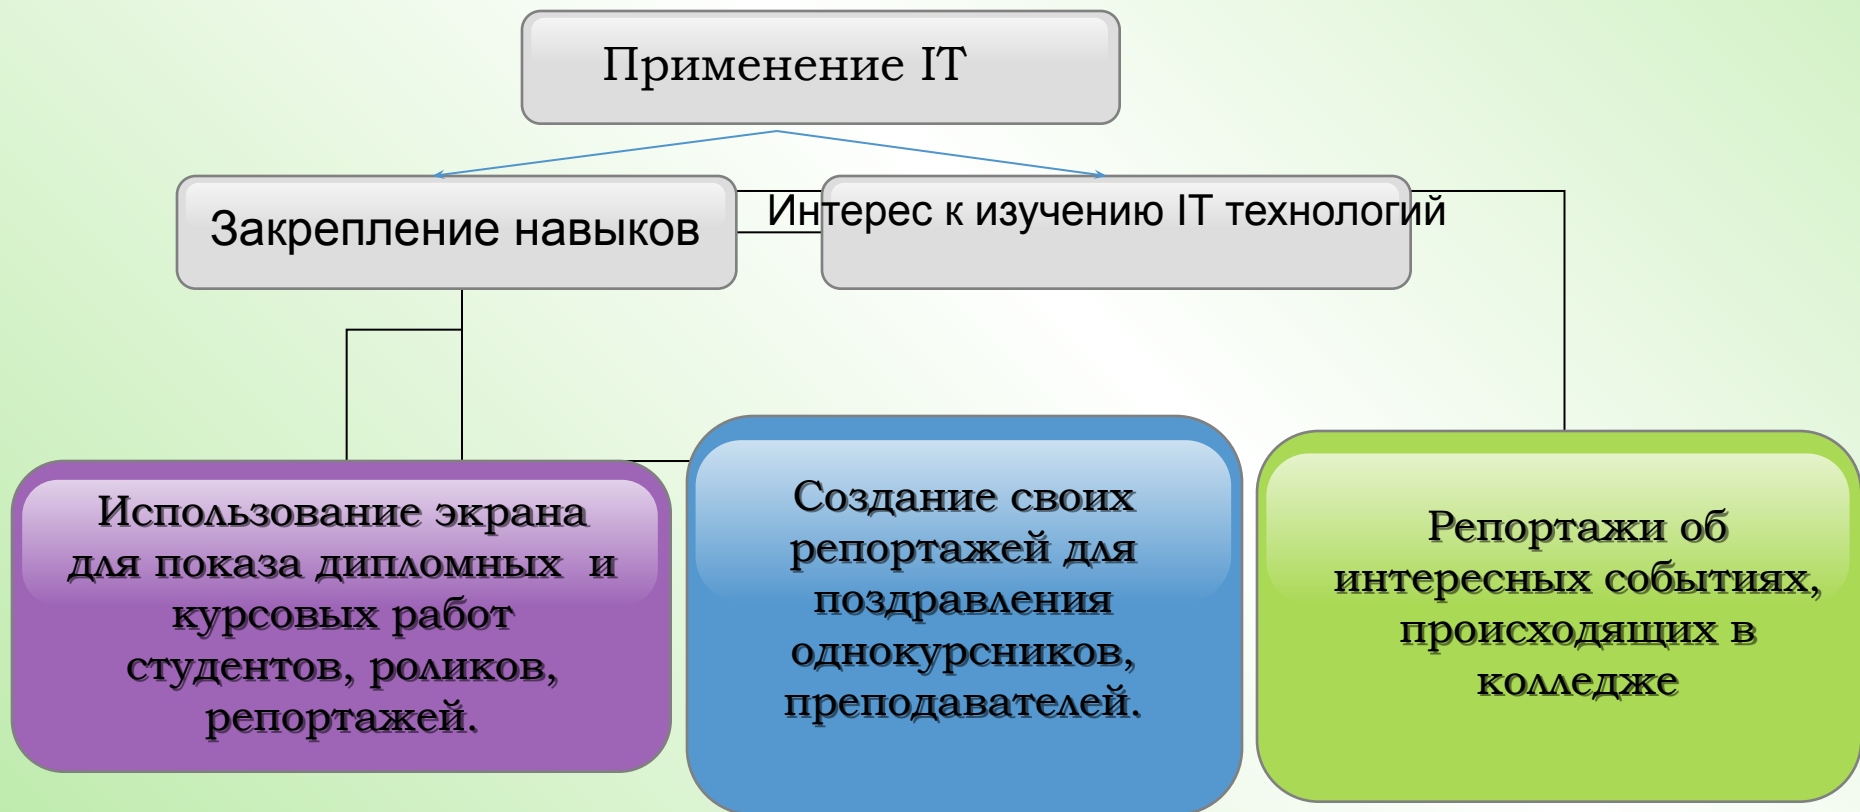 Применение IT
Закрепление навыков
Интерес к изучению IT технологий
Использование экрана
для показа дипломных и
курсовых работ
студентов, роликов,
репортажей.
Создание своих
репортажей для
поздравления
однокурсников,
преподавателей.
Репортажи об
интересных событиях,
происходящих в
колледже